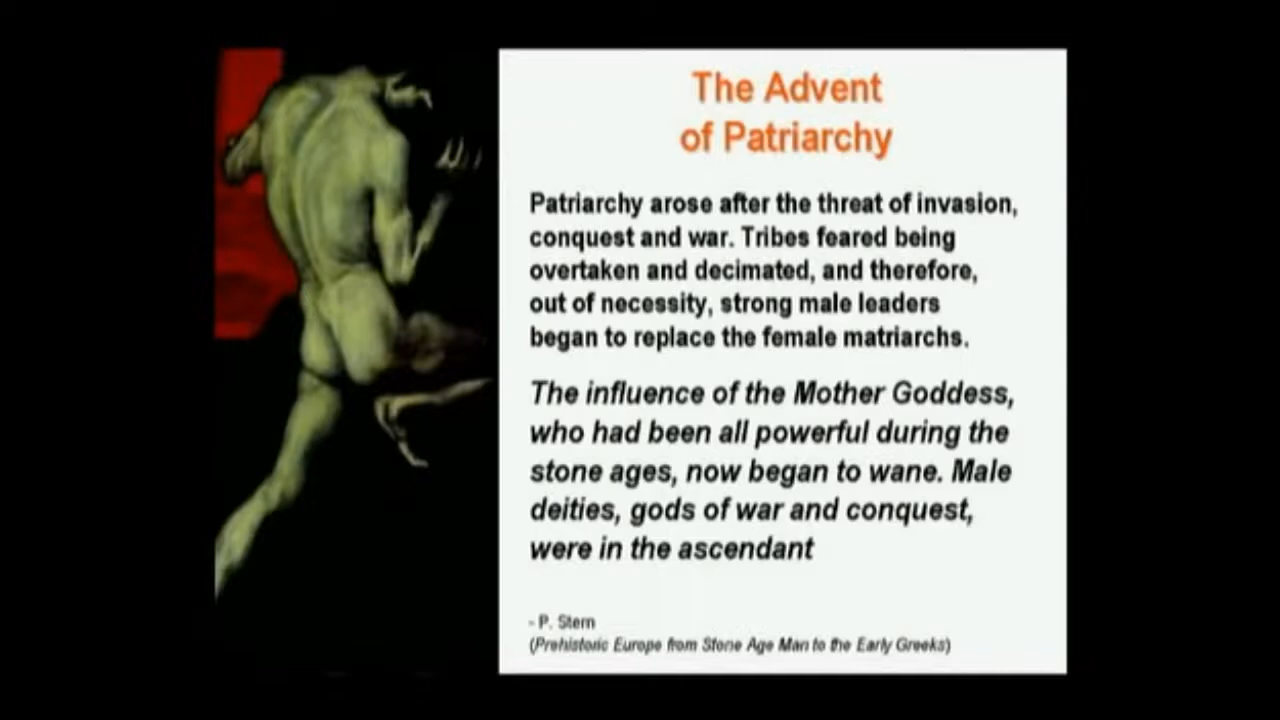 The Advent
of Patriarchy
Patriarchy arose after the threat of invasion,
conquest and war. Tribes feared being
overtaken and decimated, and therefore,
out of necessity, strong male leaders
began to replace the female matriarchs.
The influence of the Mother Goddess,
who had been all powerful during the
stone ages, now began to wane. Male
deities, gods of war and conquest,
were in the ascendant
- P. Stern
(Prehistoric Europe from Stone Age Man to the Early Greeks)